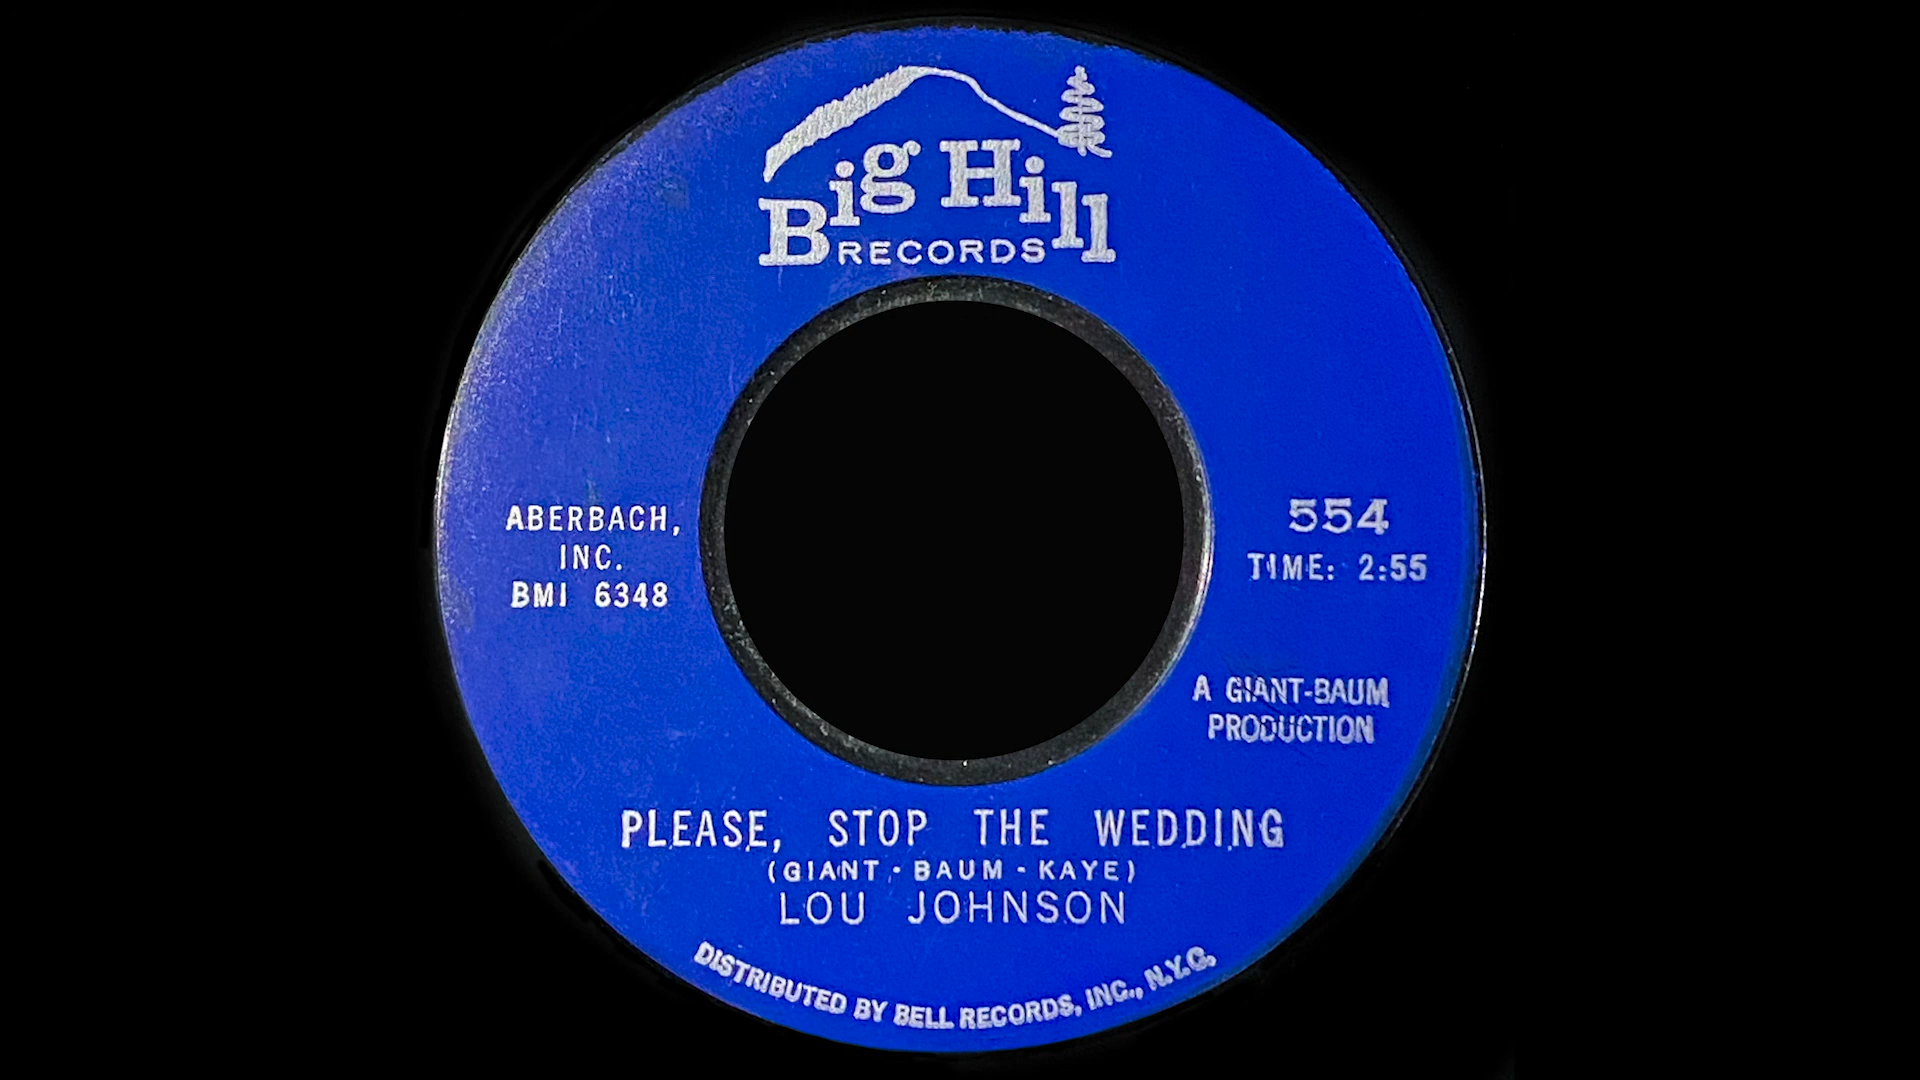 Big Hill
RECORDS
ABERBACH,
INC.
BMI 6348
554
TIME: 2:55
A GIANT-BAUM
PRODUCTION
PLEASE, STOP THE WEDDING
(GIANT - BAUM - KAYE)
LOU JOHNSON
DISTRIBUTED BY BELL RECORDS, INC., N.Y.C.